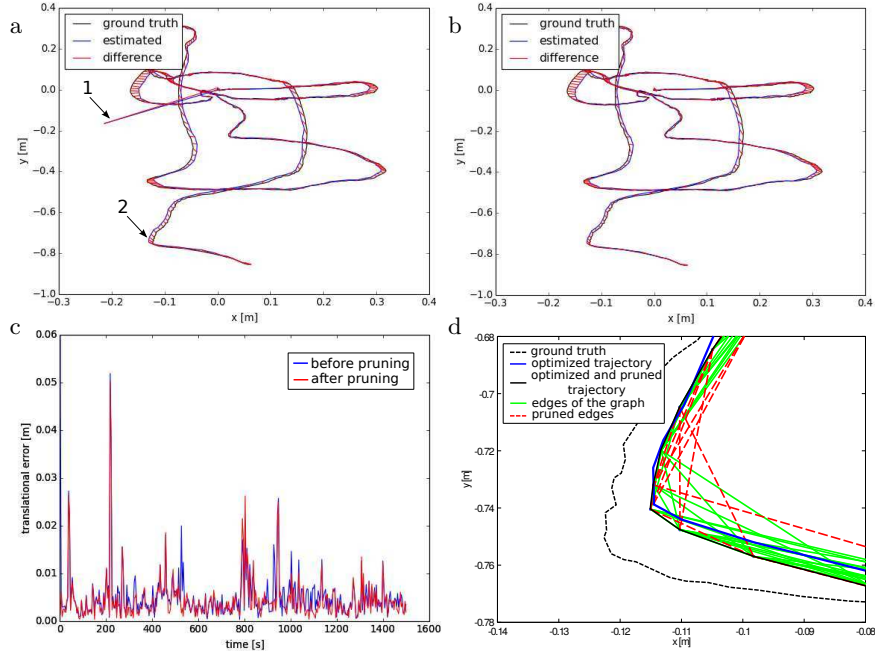 a
0.4
0.2
0.0
−0.2
−0.4
−0.6
−0.8
−1.0
y [m]
ground truth
estimated
difference
1
2
−0.3 −0.2 −0.1 0.0 0.1 0.2 0.3 0.4
x [m]
b
0.4
0.2
0.0
−0.2
−0.4
−0.6
−0.8
−1.0
y [m]
ground truth
estimated
difference
−0.3 −0.2 −0.1 0.0 0.1 0.2 0.3 0.4
x [m]
c
0.06
0.05
0.04
0.03
0.02
0.01
0.00
translational error [m]
before pruning
after pruning
0 200 400 600 800 1000 1200 1400 1600
time [s]
d
-0.68
-0.7
-0.72
-0.74
-0.76
-0.78
y[m]
ground truth
optimized trajectory
optimized and pruned
trajectory
edges of the graph
pruned edges
-0.14 -0.13 -0.12 -0.11 -0.1 -0.09 -0.08
x[m]